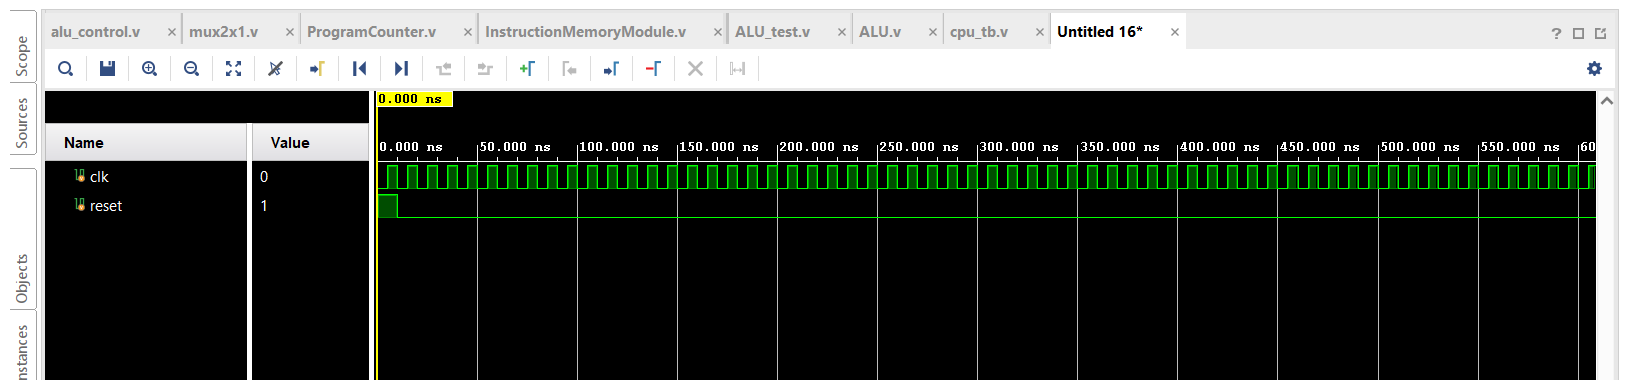 alu_control.v × mux2x1.v × ProgramCounter.v × InstructionMemoryModule.v × ALU_test.v × ALU.v × cpu_tb.v × Untitled 16* ×
?
Scope
Sources
Objects
nstances
0.000 ns
Name Value
0.000 ns 50.000 ns 100.000 ns 150.000 ns 200.000 ns 250.000 ns 300.000 ns 350.000 ns 400.000 ns 450.000 ns 500.000 ns 550.000 ns 60
clk 0
reset 1